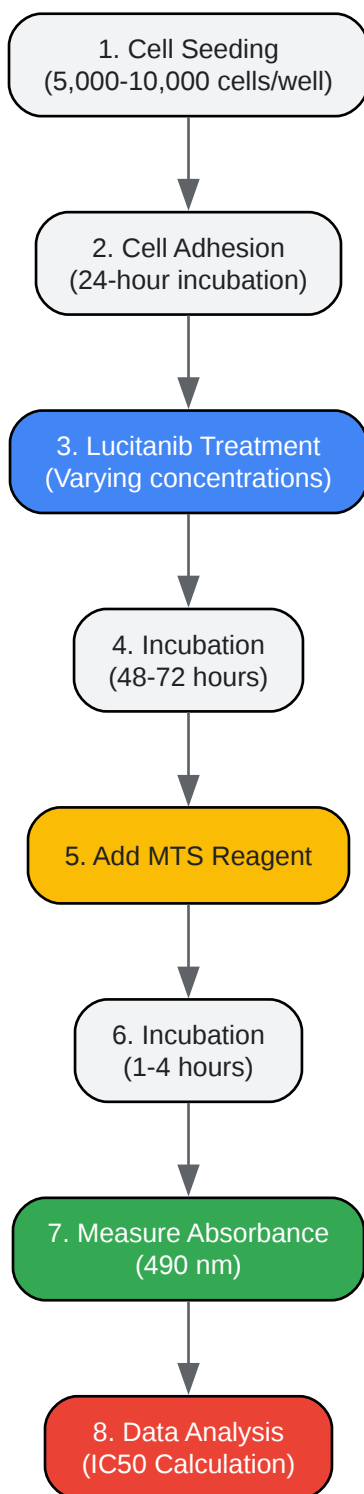 1. Cell Seeding
(5,000-10,000 cells/well)
2. Cell Adhesion
(24-hour incubation)
3. Lucitanib Treatment
(Varying concentrations)
4. Incubation
(48-72 hours)
5. Add MTS Reagent
6. Incubation
(1-4 hours)
7. Measure Absorbance
(490 nm)
8. Data Analysis
(IC50 Calculation)